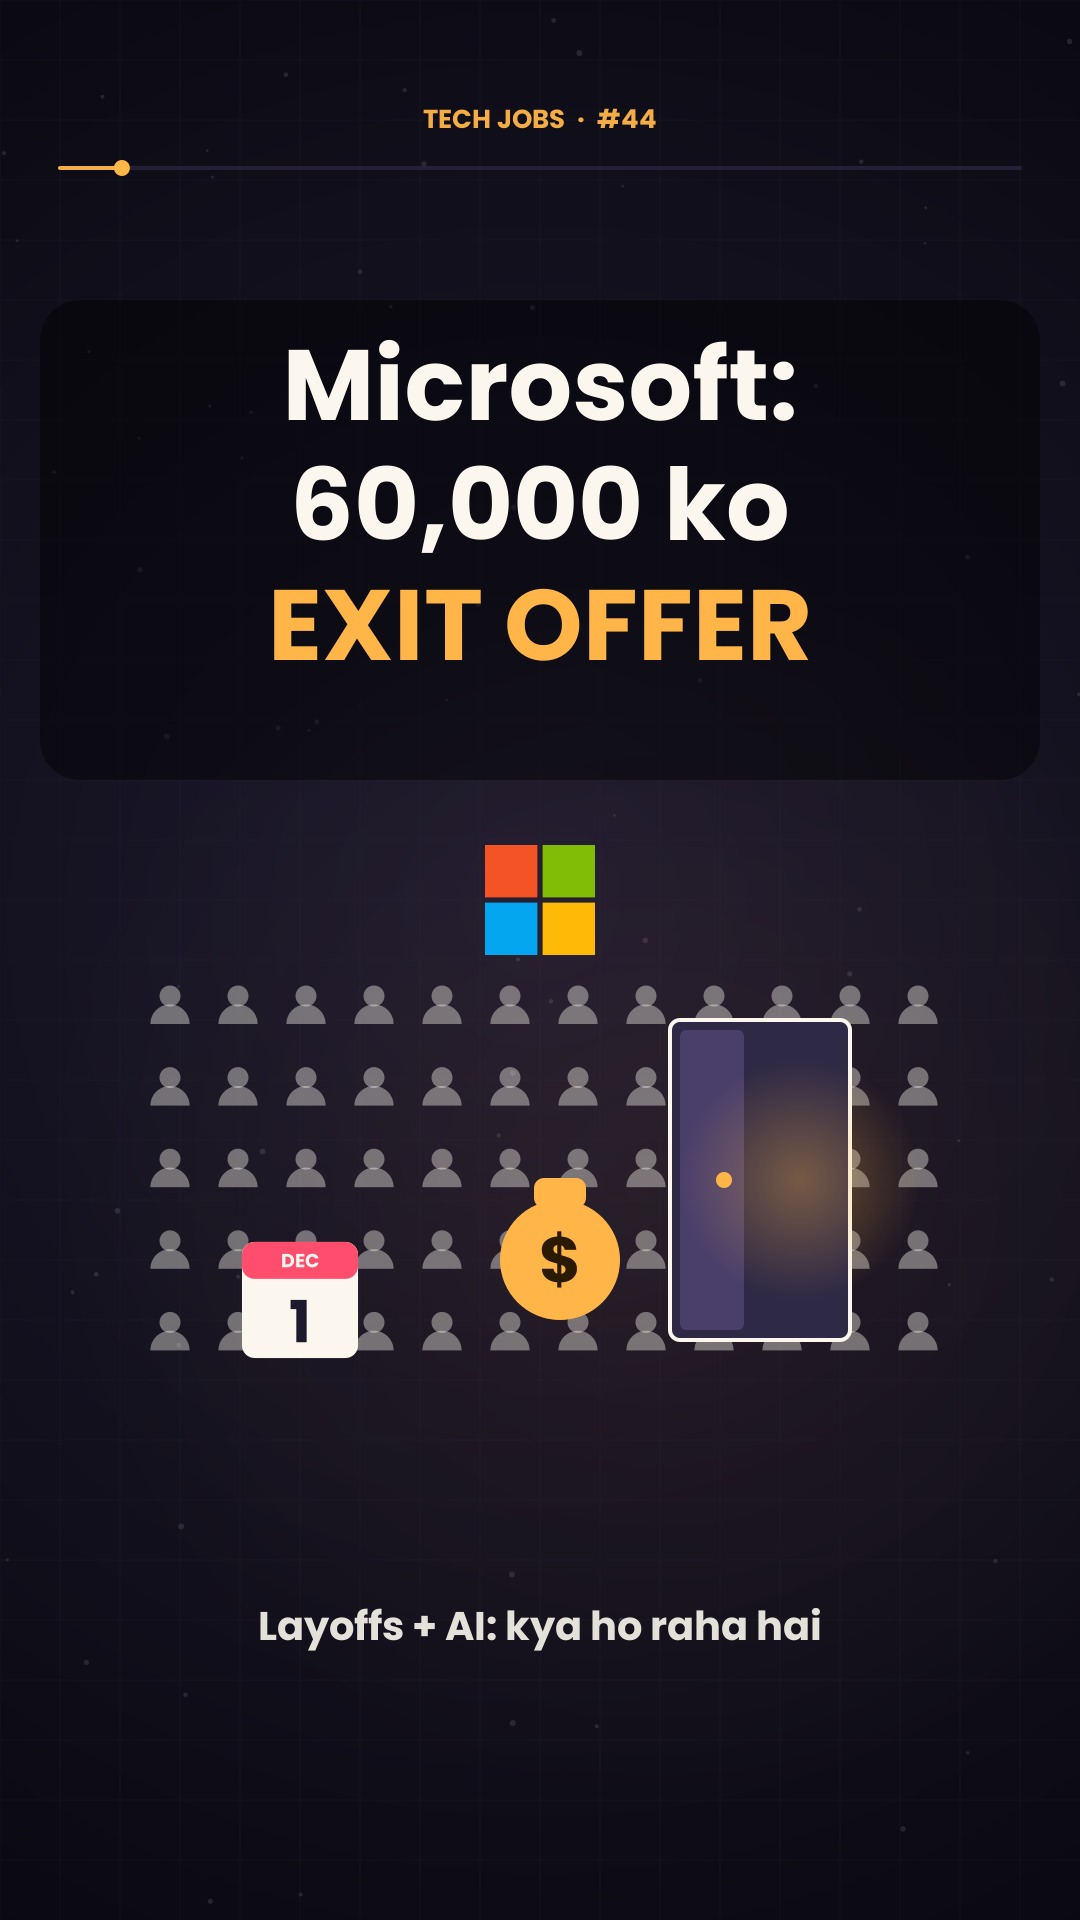 TECH JOBS · #44
Microsoft:
60,000 ko
EXIT OFFER
DEC
1
$
Layoffs + AI: kya ho raha hai